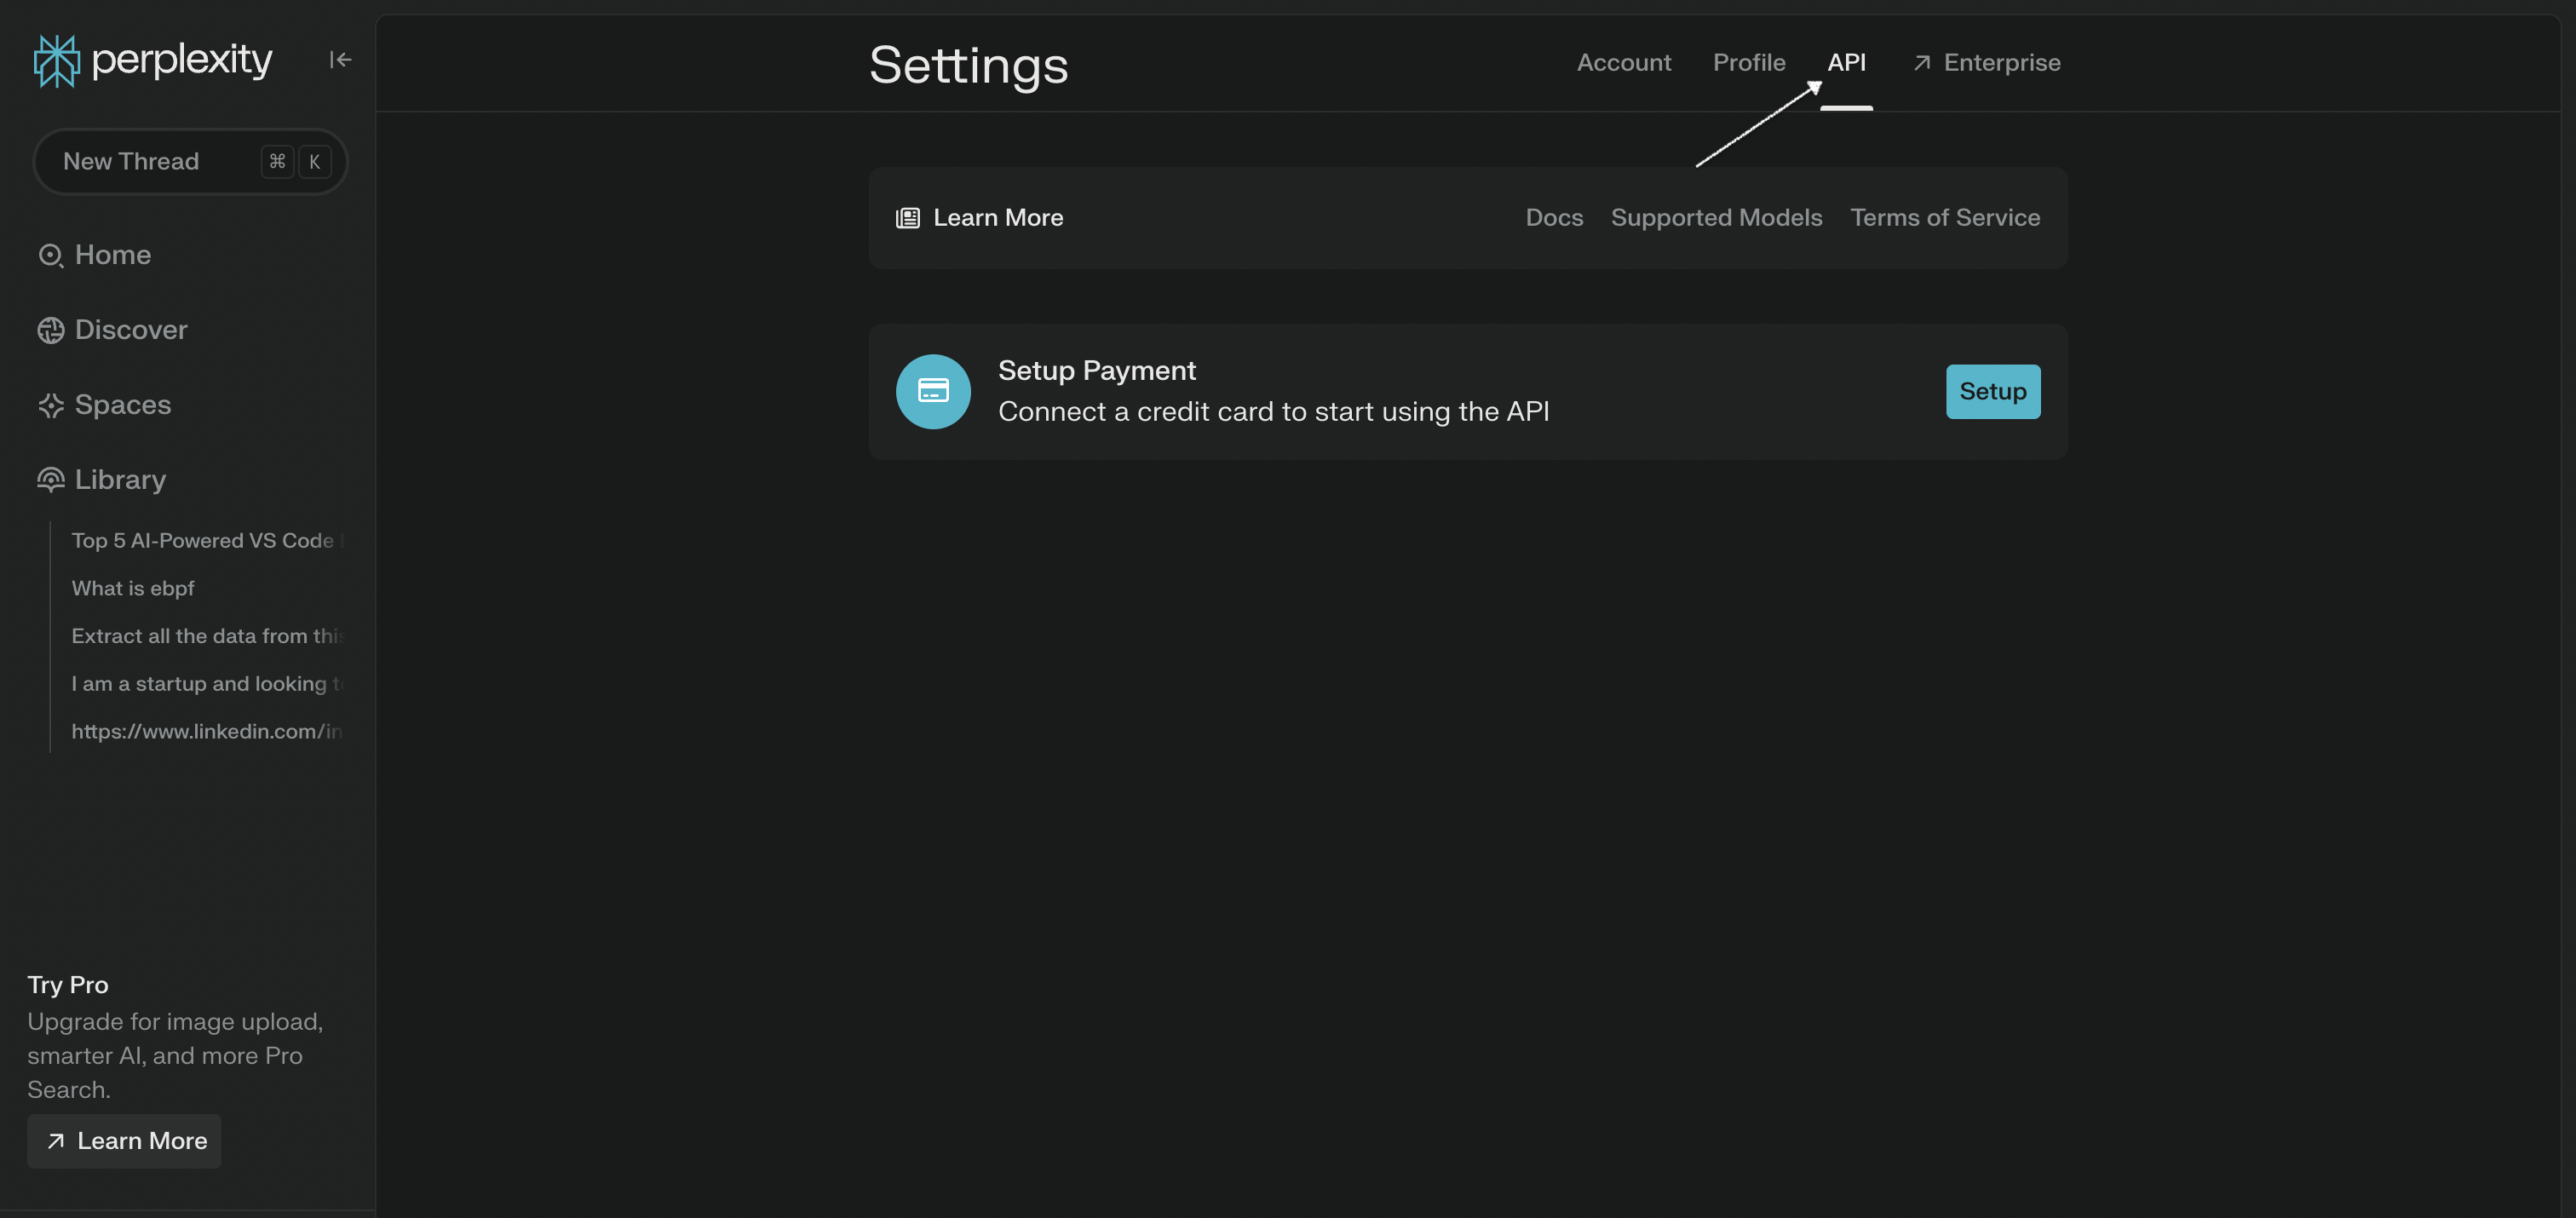 perplexity
New Thread ⌘ K
Home
Discover
Spaces
Library
Top 5 AI-Powered VS Code
What is ebpf
Extract all the data from this
I am a startup and looking to
https://www.linkedin.com/in
Try Pro
Upgrade for image upload,
smarter AI, and more Pro
Search.
Learn More
Settings
Account Profile API Enterprise
Learn More Docs Supported Models Terms of Service
Setup Payment
Connect a credit card to start using the API
Setup